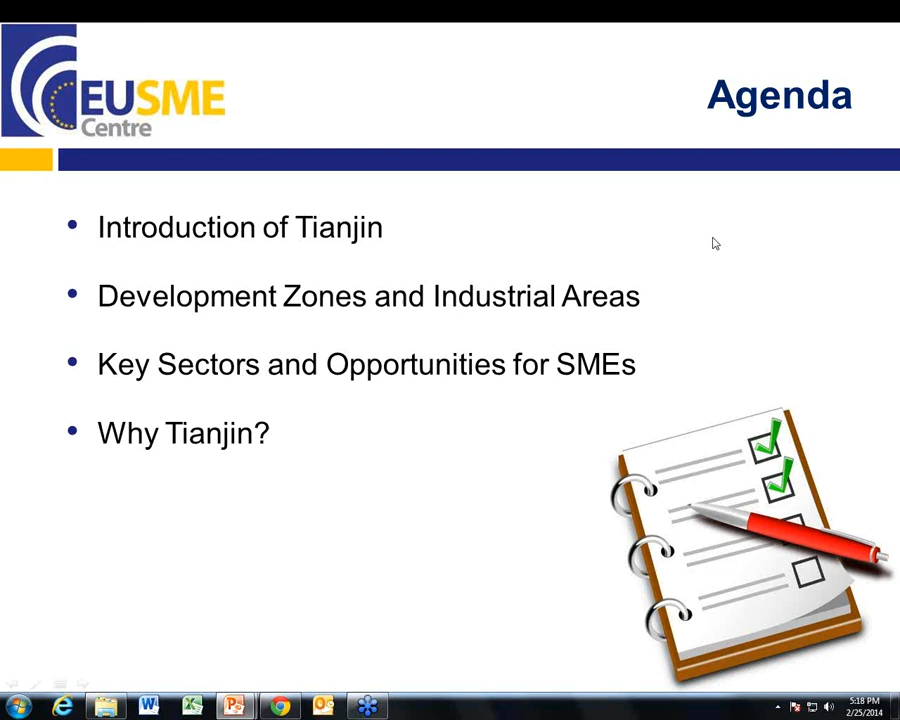 EUSME
Centre
Agenda
• Introduction of Tianjin
• Development Zones and Industrial Areas
• Key Sectors and Opportunities for SMEs
• Why Tianjin?
5:18 PM
2/25/2014